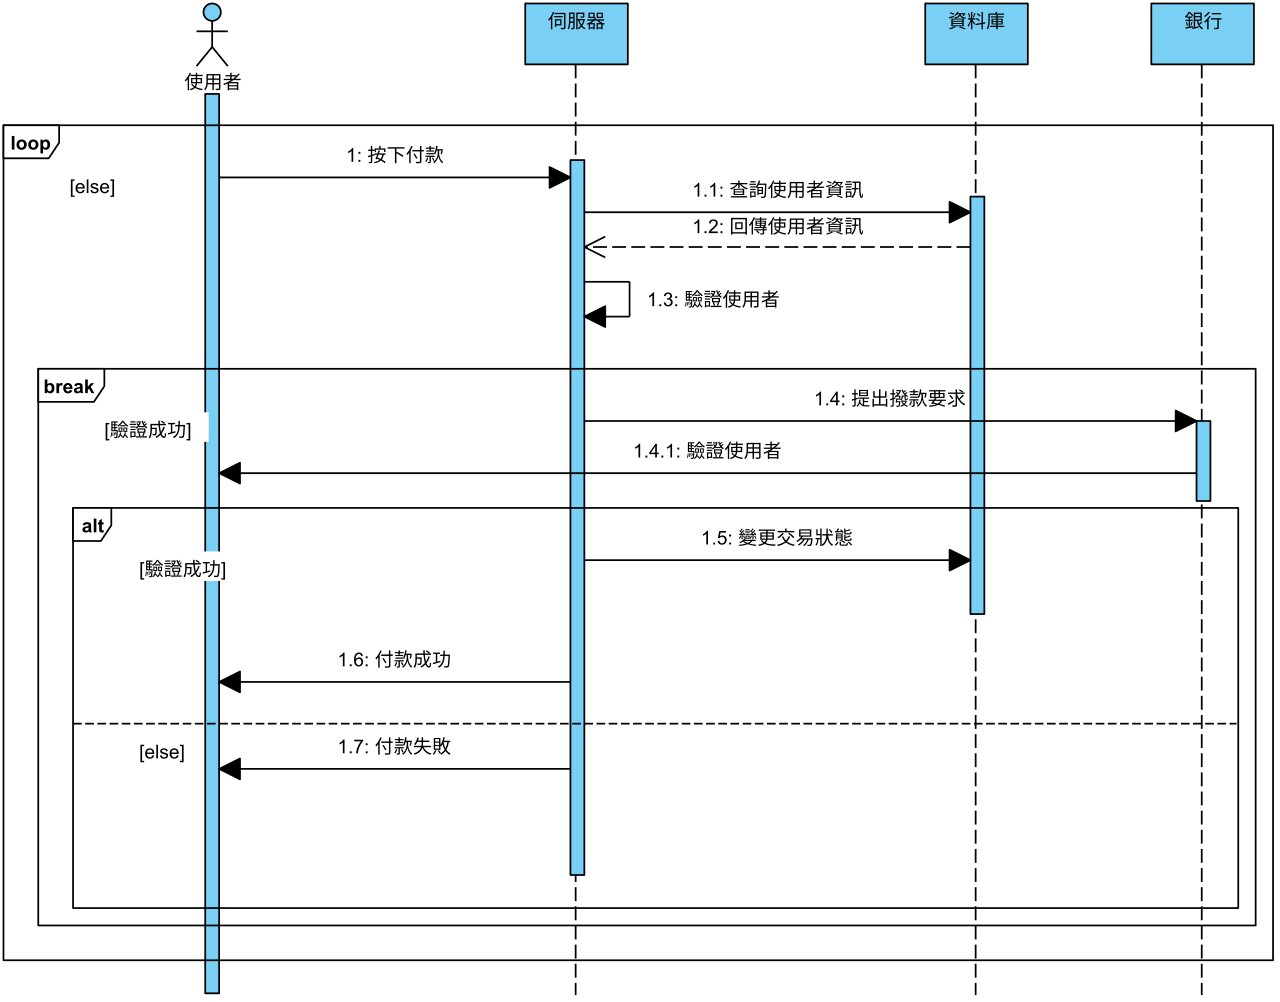 使用者
伺服器
資料庫
銀行
loop
[else]
1: 按下付款
1.1: 查詢使用者資訊
1.2: 回傳使用者資訊
1.3: 驗證使用者
break
[驗證成功]
1.4: 提出撥款要求
1.4.1: 驗證使用者
alt
[驗證成功]
1.5: 變更交易狀態
1.6: 付款成功
[else]
1.7: 付款失敗